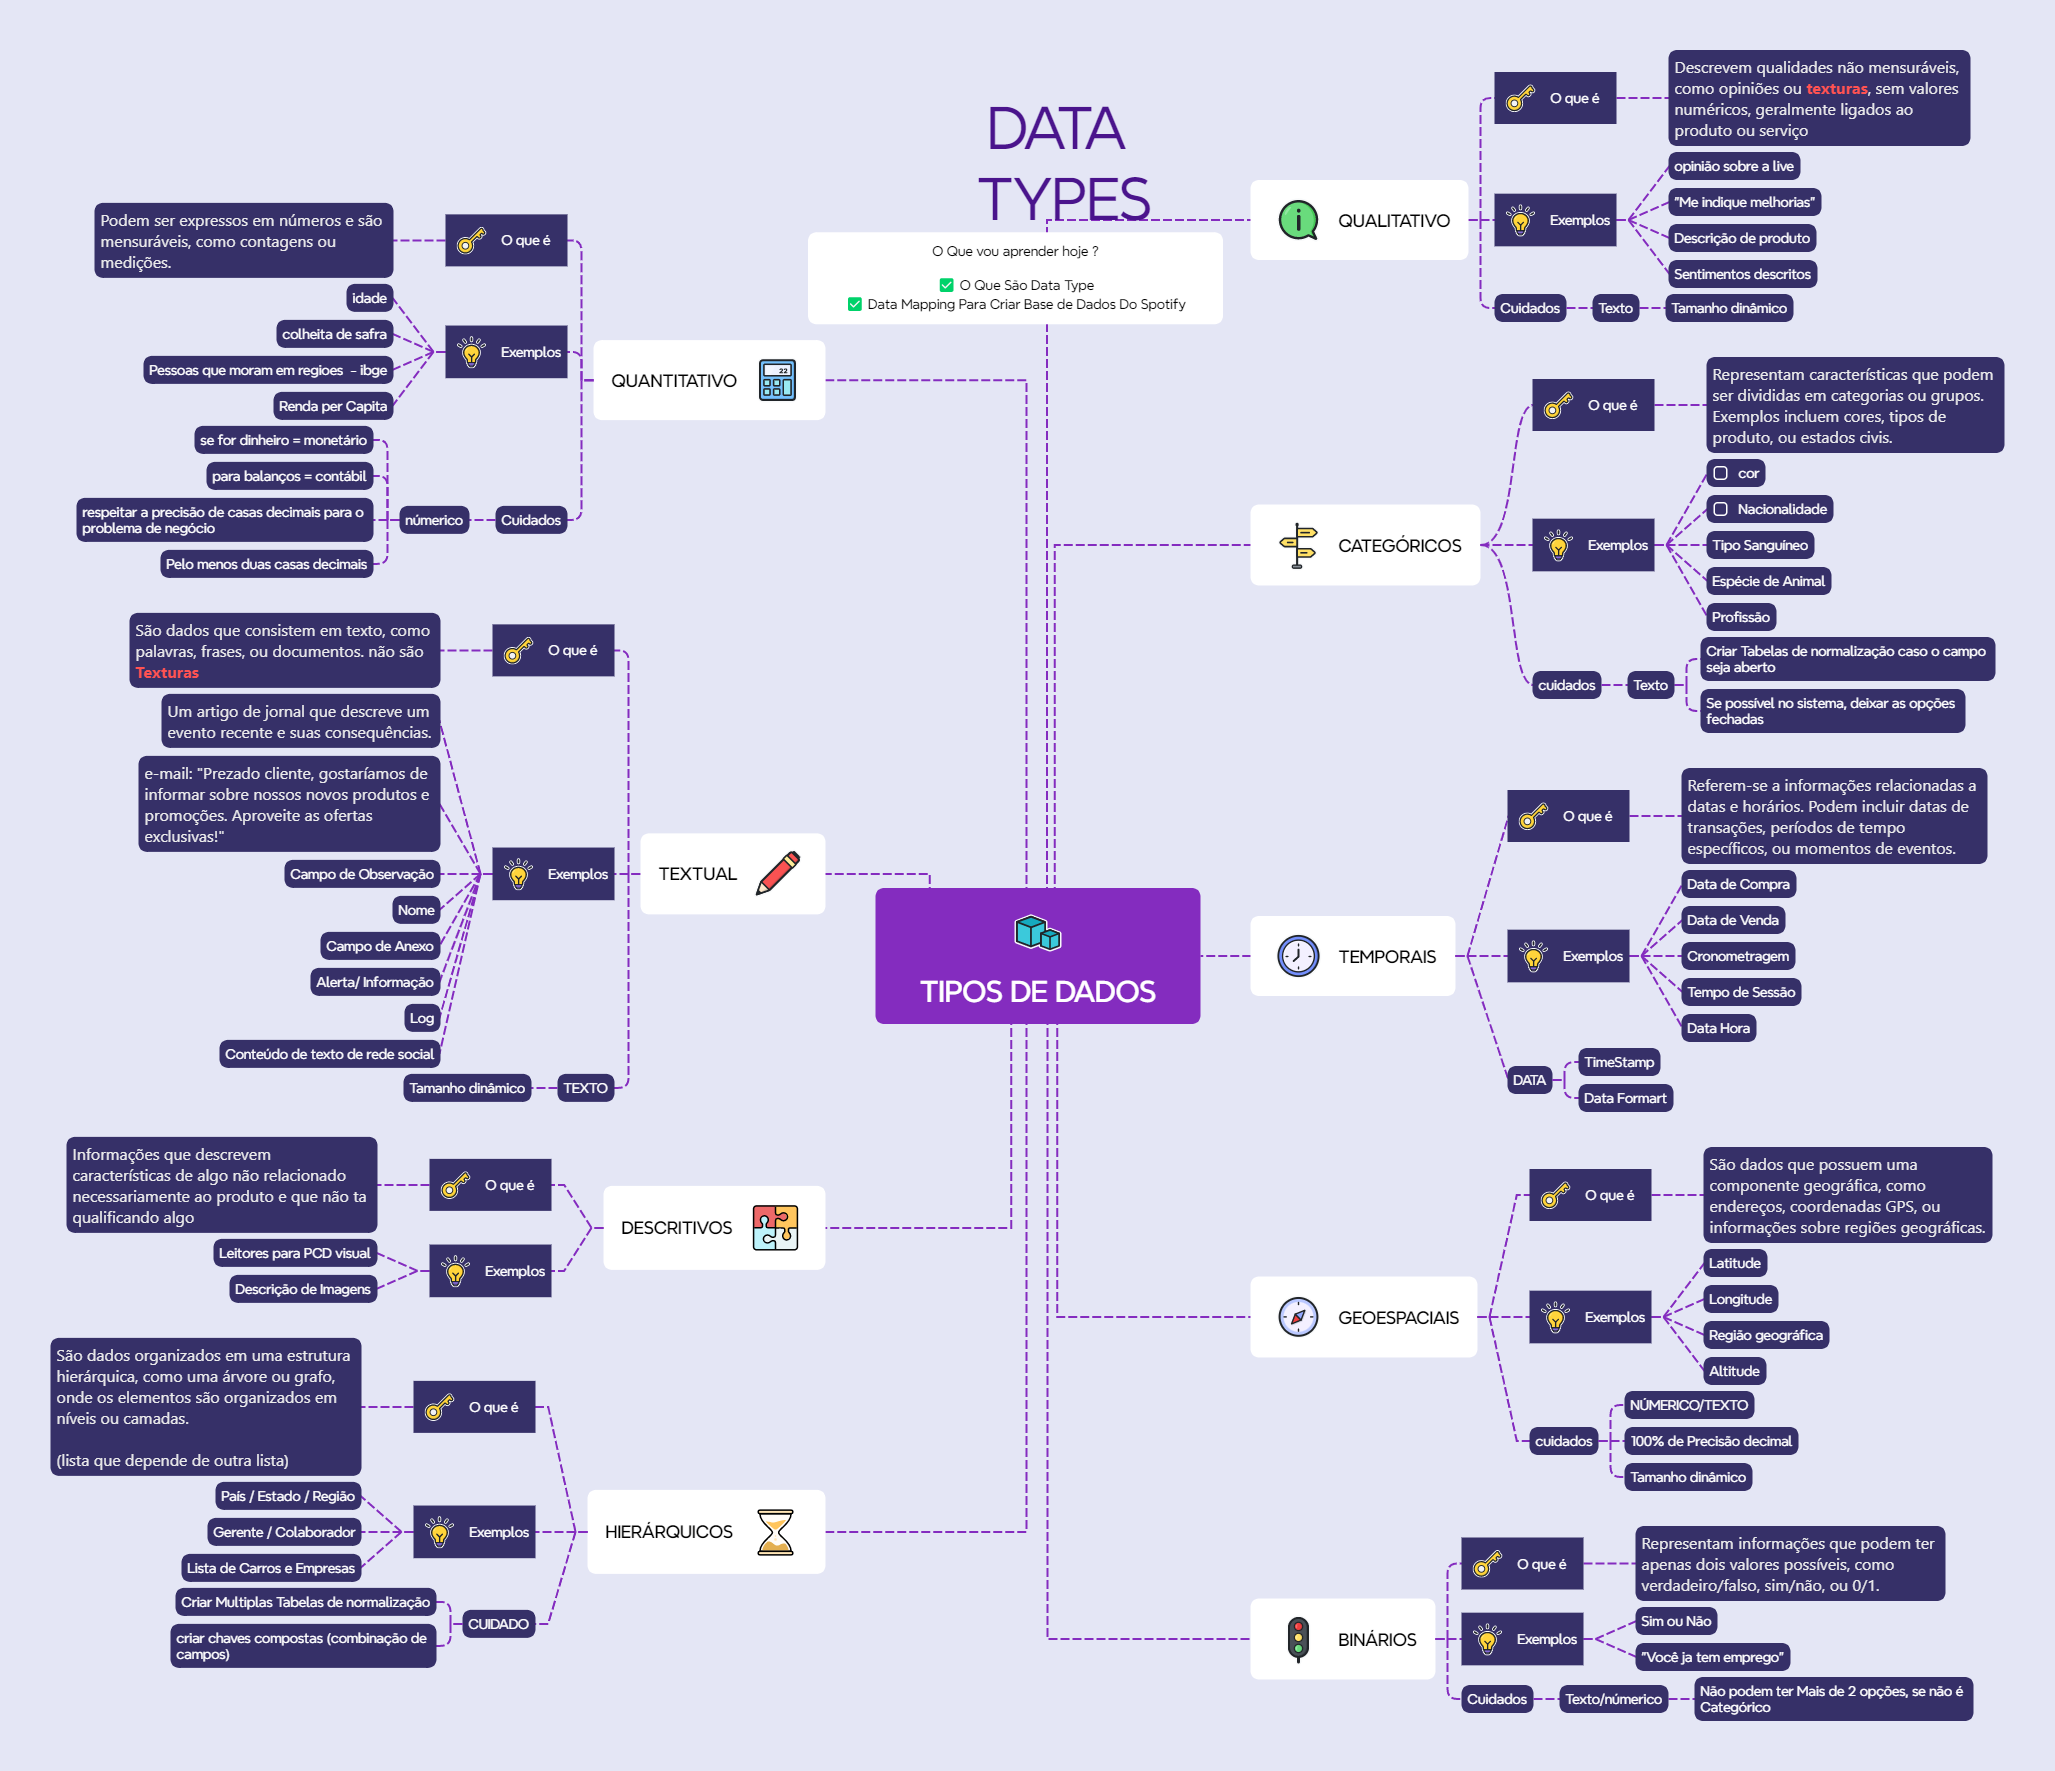 DATA
TYPES
O Que vou aprender hoje ?
✅ O Que São Data Type
✅ Data Mapping Para Criar Base de Dados Do Spotify
TIPOS DE DADOS
QUANTITATIVO
O que é
Podem ser expressos em números e são
mensuráveis, como contagens ou
medições.
Exemplos
idade
colheita de safra
Pessoas que moram em regioes - ibge
Renda per Capita
Cuidados
númerico
se for dinheiro = monetário
para balanços = contábil
respeitar a precisão de casas decimais para o
problema de negócio
Pelo menos duas casas decimais
TEXTUAL
O que é
São dados que consistem em texto, como
palavras, frases, ou documentos. não são
Texturas
Exemplos
Um artigo de jornal que descreve um
evento recente e suas consequências.
e-mail: "Prezado cliente, gostaríamos de
informar sobre nossos novos produtos e
promoções. Aproveite as ofertas
exclusivas!"
Campo de Observação
Nome
Campo de Anexo
Alerta/ Informação
Log
Conteúdo de texto de rede social
TEXTO
Tamanho dinâmico
DESCRITIVOS
O que é
Informações que descrevem
características de algo não relacionado
necessariamente ao produto e que não ta
qualificando algo
Exemplos
Leitores para PCD visual
Descrição de Imagens
HIERÁRQUICOS
O que é
São dados organizados em uma estrutura
hierárquica, como uma árvore ou grafo,
onde os elementos são organizados em
níveis ou camadas.
(lista que depende de outra lista)
Exemplos
País / Estado / Região
Gerente / Colaborador
Lista de Carros e Empresas
CUIDADO
Criar Multiplas Tabelas de normalização
criar chaves compostas (combinação de
campos)
QUALITATIVO
O que é
Descrevem qualidades não mensuráveis,
como opiniões ou texturas, sem valores
numéricos, geralmente ligados ao
produto ou serviço
Exemplos
opinião sobre a live
"Me indique melhorias"
Descrição de produto
Sentimentos descritos
Cuidados
Texto
Tamanho dinâmico
CATEGÓRICOS
O que é
Representam características que podem
ser divididas em categorias ou grupos.
Exemplos incluem cores, tipos de
produto, ou estados civis.
Exemplos
cor
Nacionalidade
Tipo Sanguíneo
Espécie de Animal
Profissão
cuidados
Texto
Criar Tabelas de normalização caso o campo
seja aberto
Se possível no sistema, deixar as opções
fechadas
TEMPORAIS
O que é
Referem-se a informações relacionadas a
datas e horários. Podem incluir datas de
transações, períodos de tempo
específicos, ou momentos de eventos.
Exemplos
Data de Compra
Data de Venda
Cronometragem
Tempo de Sessão
Data Hora
DATA
TimeStamp
Data Formart
GEOESPACIAIS
O que é
São dados que possuem uma
componente geográfica, como
endereços, coordenadas GPS, ou
informações sobre regiões geográficas.
Exemplos
Latitude
Longitude
Região geográfica
Altitude
cuidados
NÚMERICO/TEXTO
100% de Precisão decimal
Tamanho dinâmico
BINÁRIOS
O que é
Representam informações que podem ter
apenas dois valores possíveis, como
verdadeiro/falso, sim/não, ou 0/1.
Exemplos
Sim ou Não
"Você ja tem emprego"
Cuidados
Texto/númerico
Não podem ter Mais de 2 opções, se não é
Categórico
22